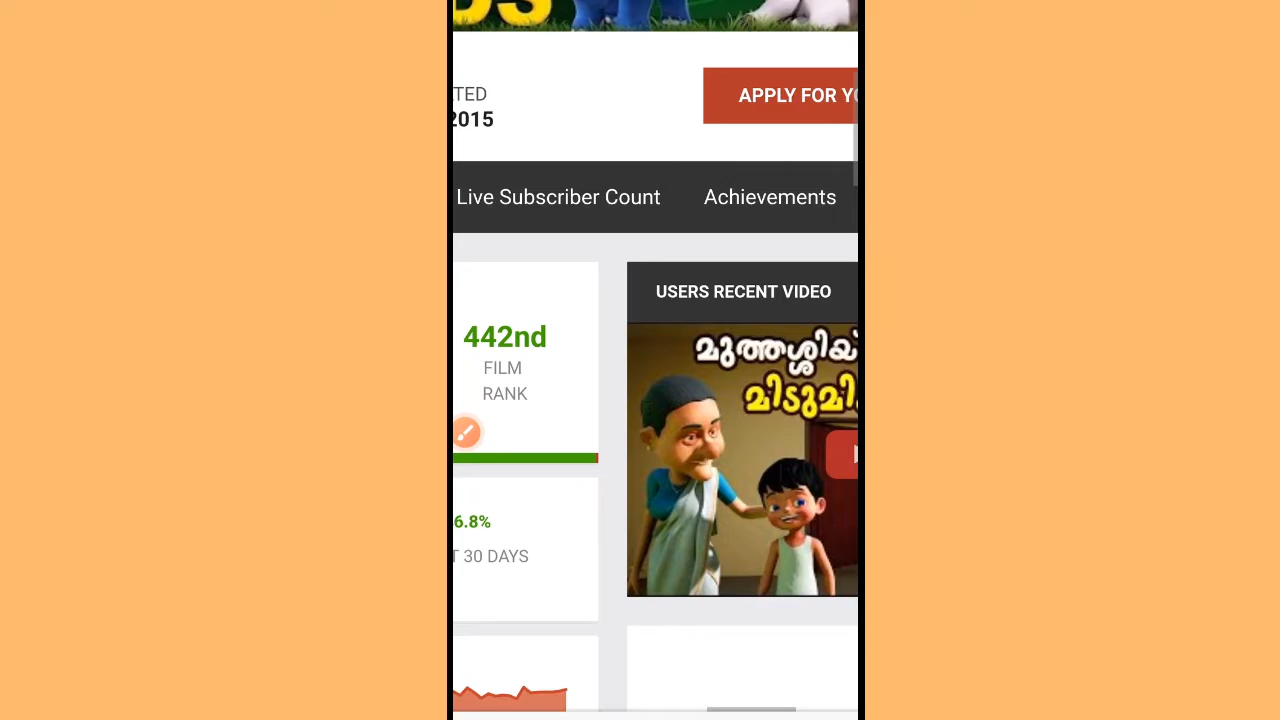 APPLY FOR
TED
2015
Live Subscriber Count
Achievements
442nd
FILM
RANK
USERS RECENT VIDEO
മുത്തശ്ശിയ
മിടുമി
6.8%
T 30 DAYS